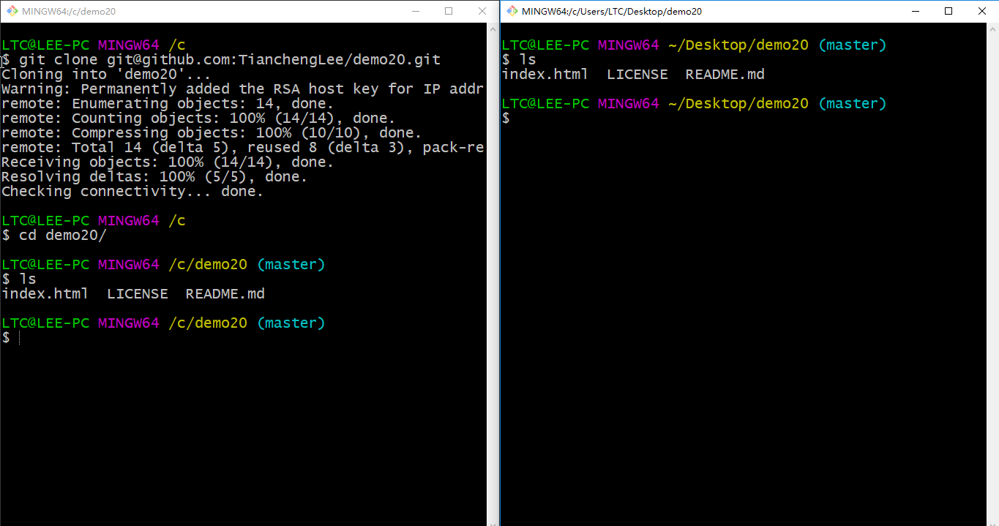 MINGW64:/c/demo20
LTC@LEE-PC MINGW64 /c
$ git clone git@github.com:TianchengLee/demo20.git
Cloning into 'demo20'...
Warning: Permanently added the RSA host key for IP addr
remote: Enumerating objects: 14, done.
remote: Counting objects: 100% (14/14), done.
remote: Compressing objects: 100% (10/10), done.
remote: Total 14 (delta 5), reused 8 (delta 3), pack-re
Receiving objects: 100% (14/14), done.
Resolving deltas: 100% (5/5), done.
Checking connectivity... done.
LTC@LEE-PC MINGW64 /c
$ cd demo20/
LTC@LEE-PC MINGW64 /c/demo20 (master)
$ ls
index.html  LICENSE  README.md
LTC@LEE-PC MINGW64 /c/demo20 (master)
$
MINGW64:/c/Users/LTC/Desktop/demo20
LTC@LEE-PC MINGW64 ~/Desktop/demo20 (master)
$ ls
index.html  LICENSE  README.md
LTC@LEE-PC MINGW64 ~/Desktop/demo20 (master)
$